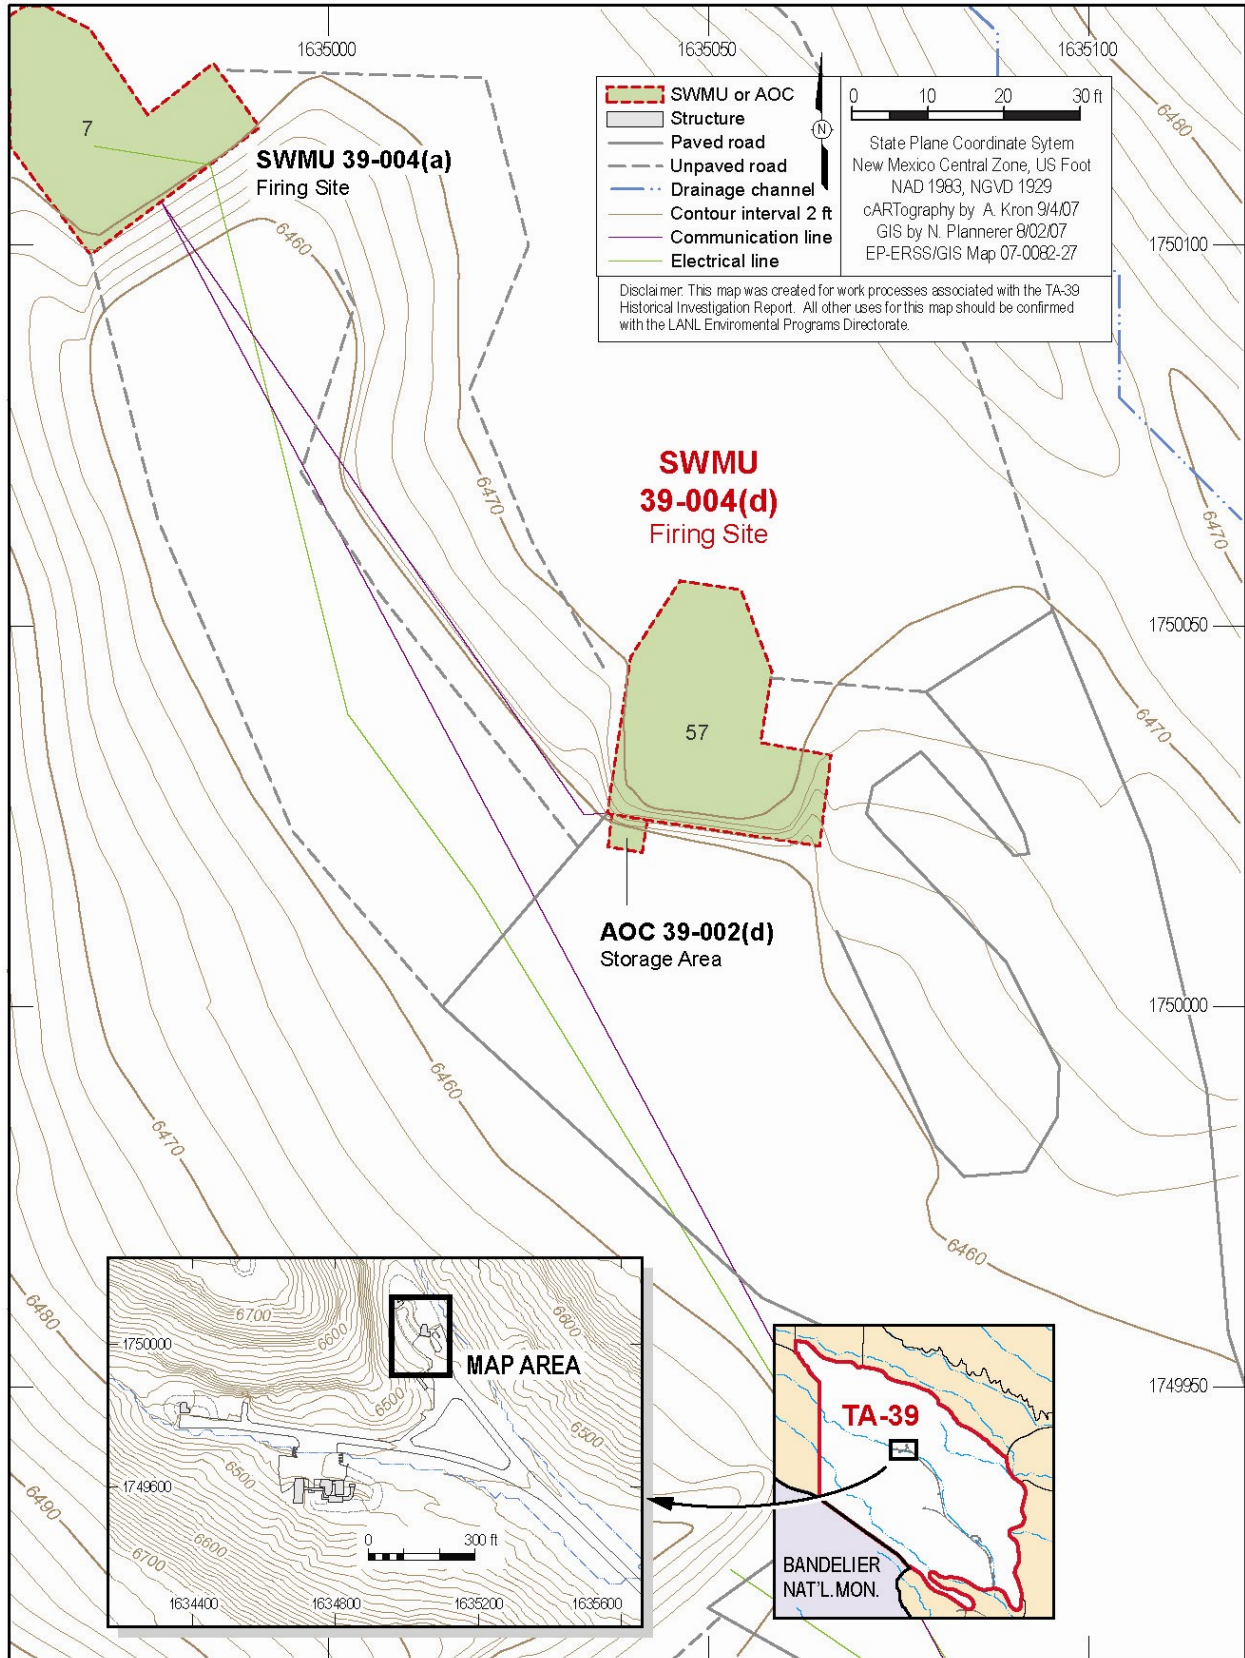 1635000
1635050
1635100
SWMU or AOC
Structure
Paved road
Unpaved road
Drainage channel
Contour interval 2 ft
Communication line
Electrical line
N
0 10 20 30 ft
State Plane Coordinate Sytem
New Mexico Central Zone, US Foot
NAD 1983, NGVD 1929
cARTography by A. Kron 9/4/07
GIS by N. Plannerer 8/02/07
EP-ERSS/GIS Map 07-0082-27
Disclaimer: This map was created for work processes associated with the TA-39
Historical Investigation Report. All other uses for this map should be confirmed
with the LANL Enviromental Programs Directorate.
6480
7
SWMU 39-004(a)
Firing Site
6460
1750100
6470
SWMU
39-004(d)
Firing Site
6470
1750050
6470
57
AOC 39-002(d)
Storage Area
1750000
6460
6470
6460
6480
6490
6700
6600
6600
1750000
MAP AREA
6500
6500
6500
1749600
6600
6700
0 300 ft
1634400
1634800
1635200
1635600
TA-39
BANDELIER
NAT'L. MON.
1749950